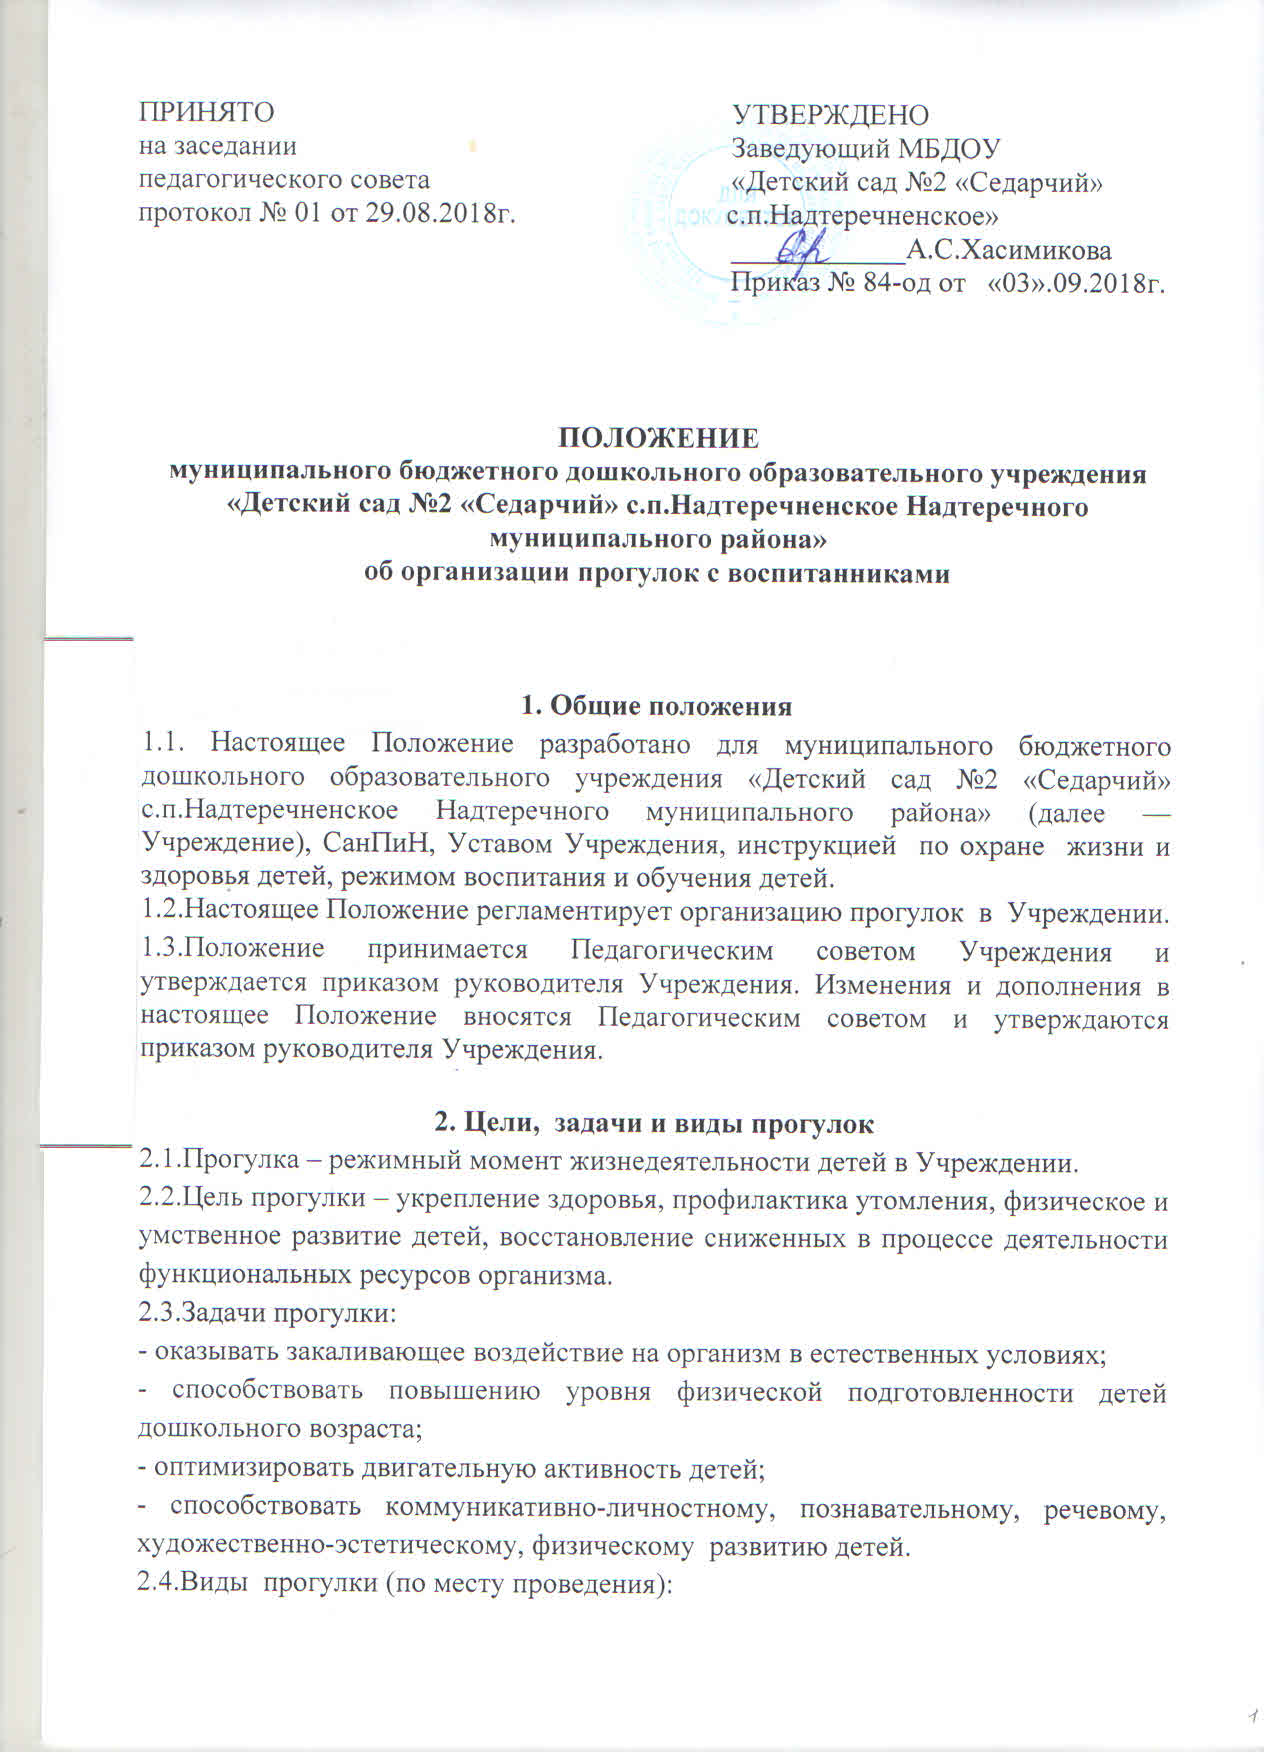 ПРИНЯТО
на заседании
педагогического совета
протокол № 01 от 29.08.2018г.
УТВЕРЖДЕНО
Заведующий МБДОУ
«Детский сад №2 «Седарчий»
с.п.Надтеречненское»
____________А.С.Хасимикова
Приказ № 84-од от «03».09.2018г.
ДЛЯ
ПОЛОЖЕНИЕ
муниципального бюджетного дошкольного образовательного учреждения
«Детский сад №2 «Седарчий» с.п.Надтеречненское Надтеречного
муниципального района»
об организации прогулок с воспитанниками
1. Общие положения
1.1. Настоящее Положение разработано для муниципального бюджетного
дошкольного образовательного учреждения «Детский сад №2 «Седарчий»
с.п.Надтеречненское Надтеречного муниципального района» (далее —
Учреждение), СанПиН, Уставом Учреждения, инструкцией по охране жизни и
здоровья детей, режимом воспитания и обучения детей.
1.2.Настоящее Положение регламентирует организацию прогулок в Учреждении.
1.3.Положение принимается Педагогическим советом Учреждения и
утверждается приказом руководителя Учреждения. Изменения и дополнения в
настоящее Положение вносятся Педагогическим советом и утверждаются
приказом руководителя Учреждения.
2. Цели, задачи и виды прогулок
2.1.Прогулка – режимный момент жизнедеятельности детей в Учреждении.
2.2.Цель прогулки – укрепление здоровья, профилактика утомления, физическое и
умственное развитие детей, восстановление сниженных в процессе деятельности
функциональных ресурсов организма.
2.3.Задачи прогулки:
- оказывать закаливающее воздействие на организм в естественных условиях;
- способствовать повышению уровня физической подготовленности детей
дошкольного возраста;
- оптимизировать двигательную активность детей;
- способствовать коммуникативно-личностному, познавательному, речевому,
художественно-эстетическому, физическому развитию детей.
2.4.Виды прогулки (по месту проведения):
1